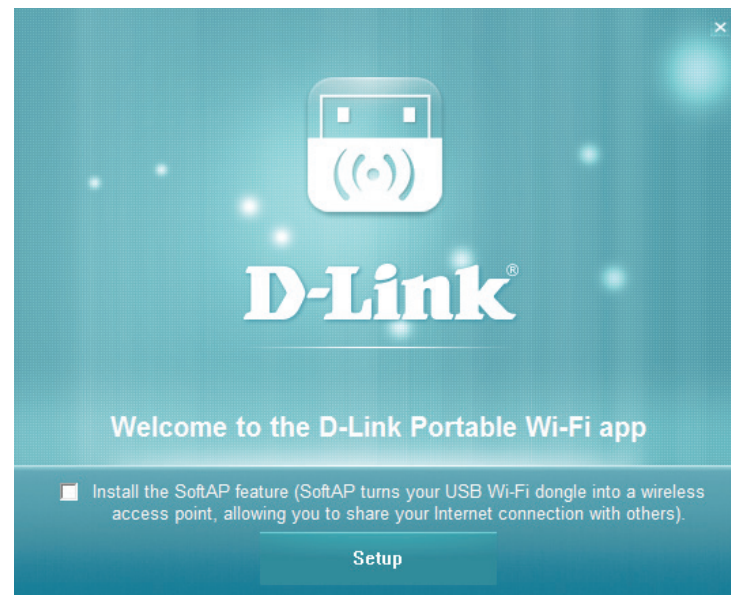 D-Link®
Welcome to the D-Link Portable Wi-Fi app
Install the SoftAP feature (SoftAP turns your USB Wi-Fi dongle into a wireless
access point, allowing you to share your Internet connection with others).
Setup